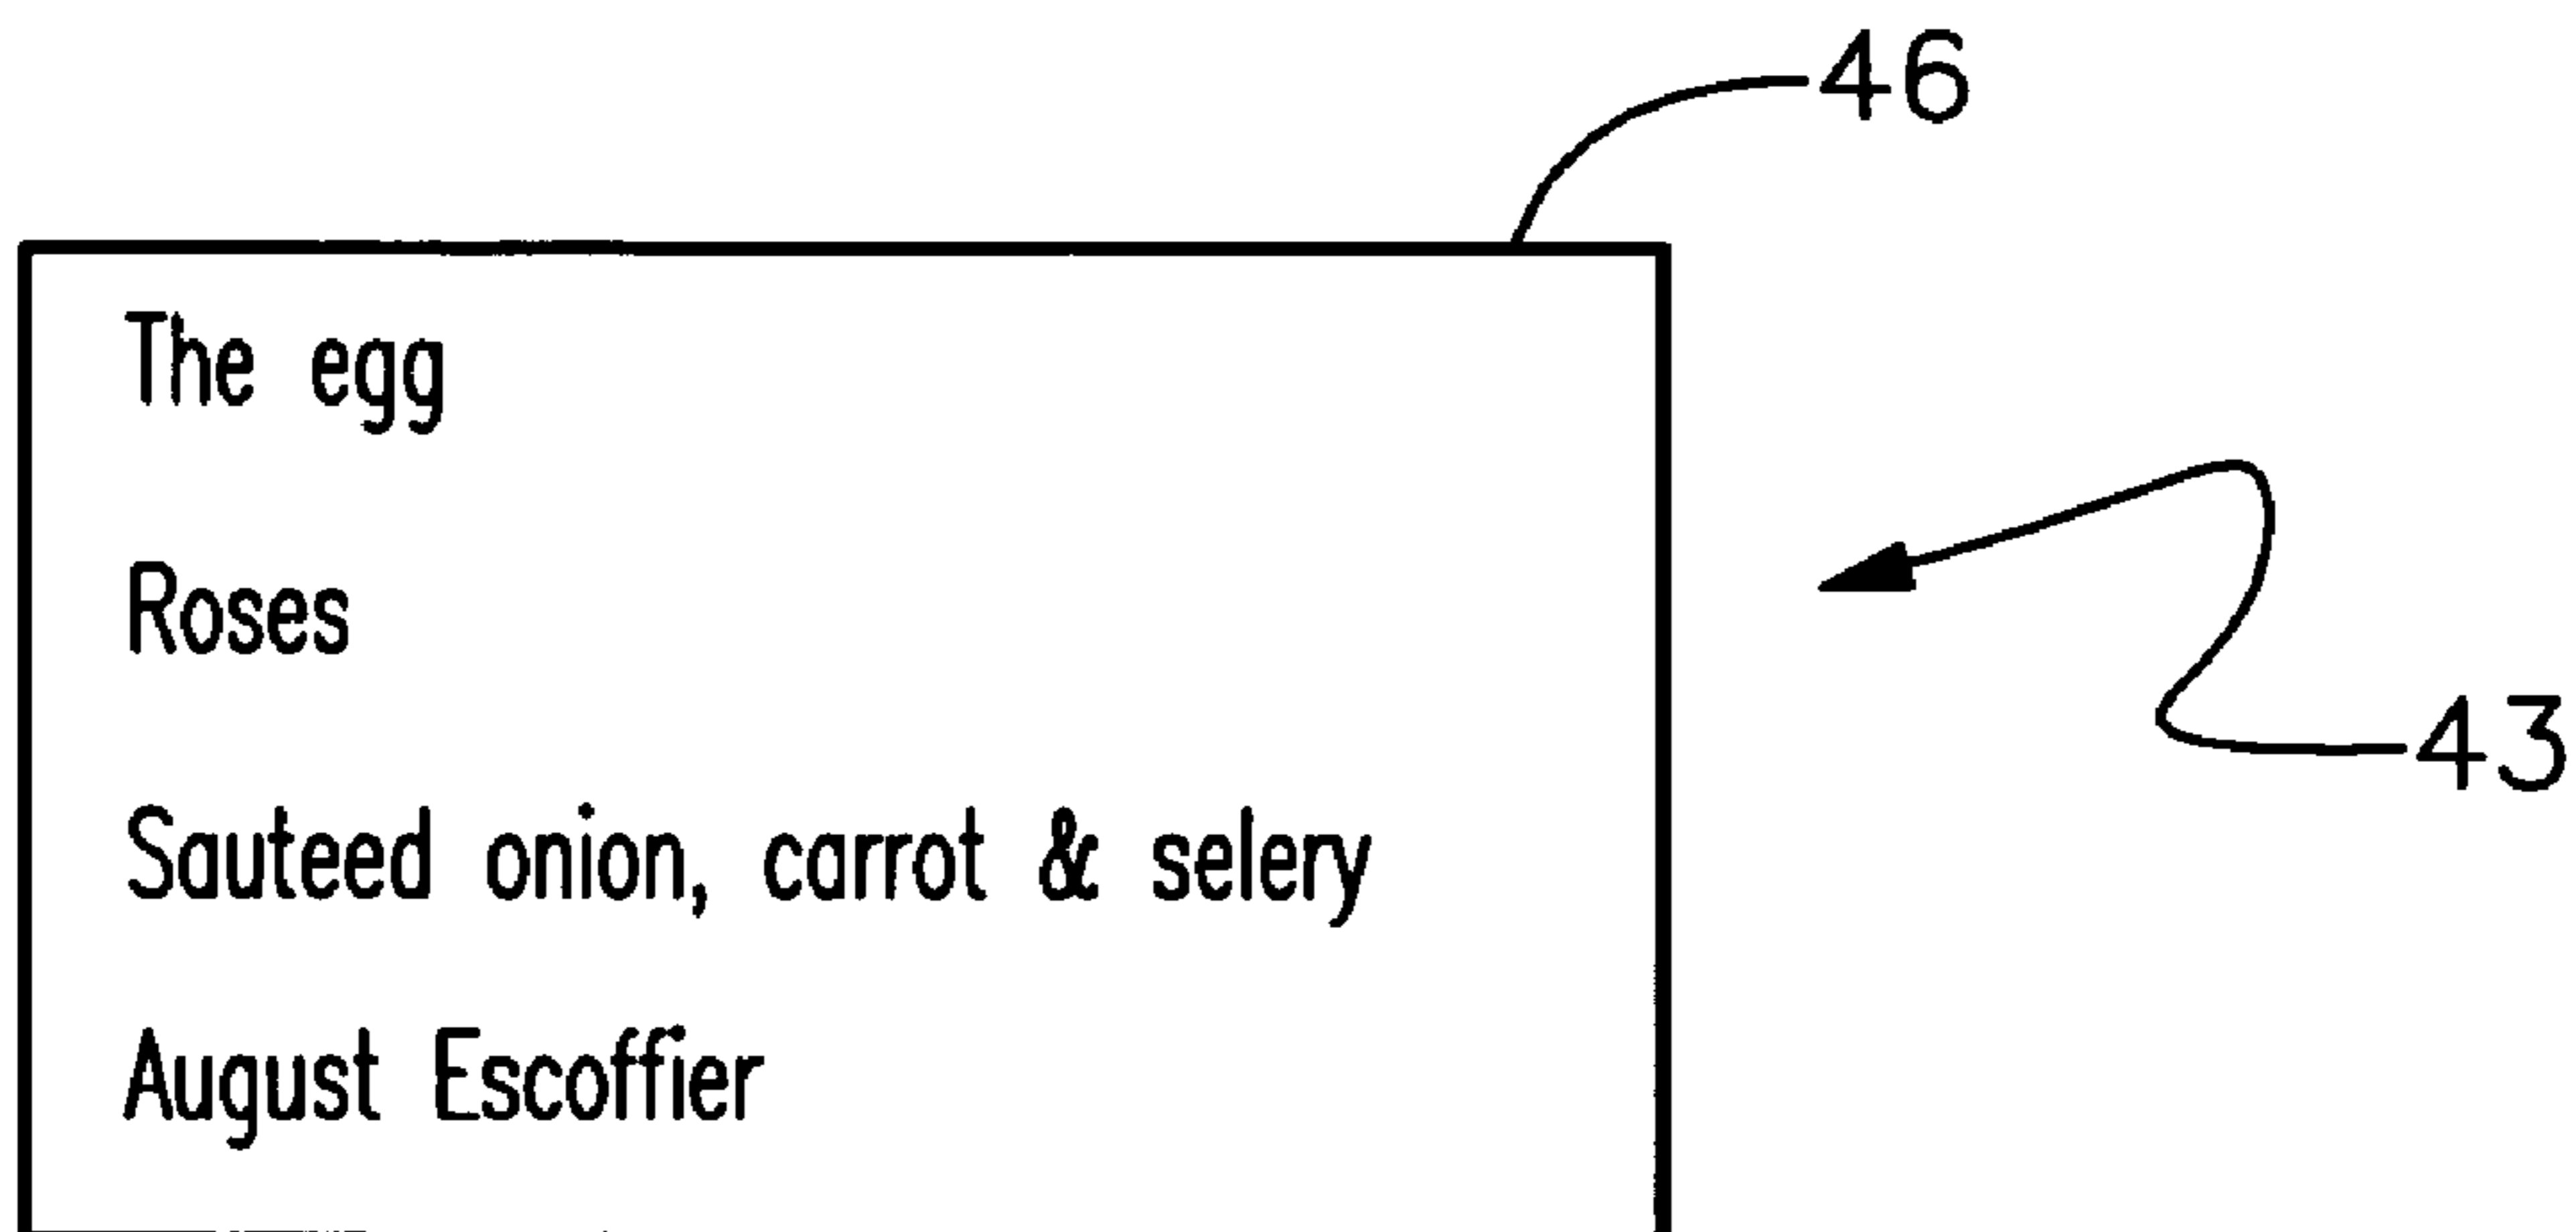 46
The egg
Roses
43
Sauteed onion, carrot & selery
August Escoffier